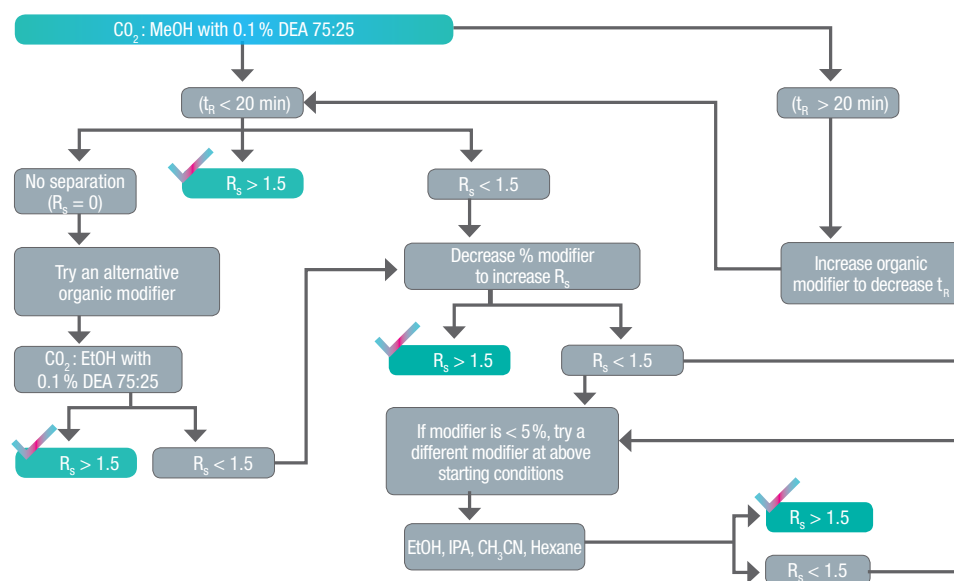 CO₂ : MeOH with 0.1 % DEA 75:25
(tR < 20 min)
(tR > 20 min)
No separation
(Rs = 0)
Rs > 1.5
Rs < 1.5
Try an alternative
organic modifier
Decrease % modifier
to increase Rs
Increase organic
modifier to decrease tR
CO₂ : EtOH with
0.1 % DEA 75:25
Rs > 1.5
Rs < 1.5
Rs > 1.5
Rs < 1.5
If modifier is < 5 %, try a
different modifier at above
starting conditions
EtOH, IPA, CH₃CN, Hexane
Rs > 1.5
Rs < 1.5